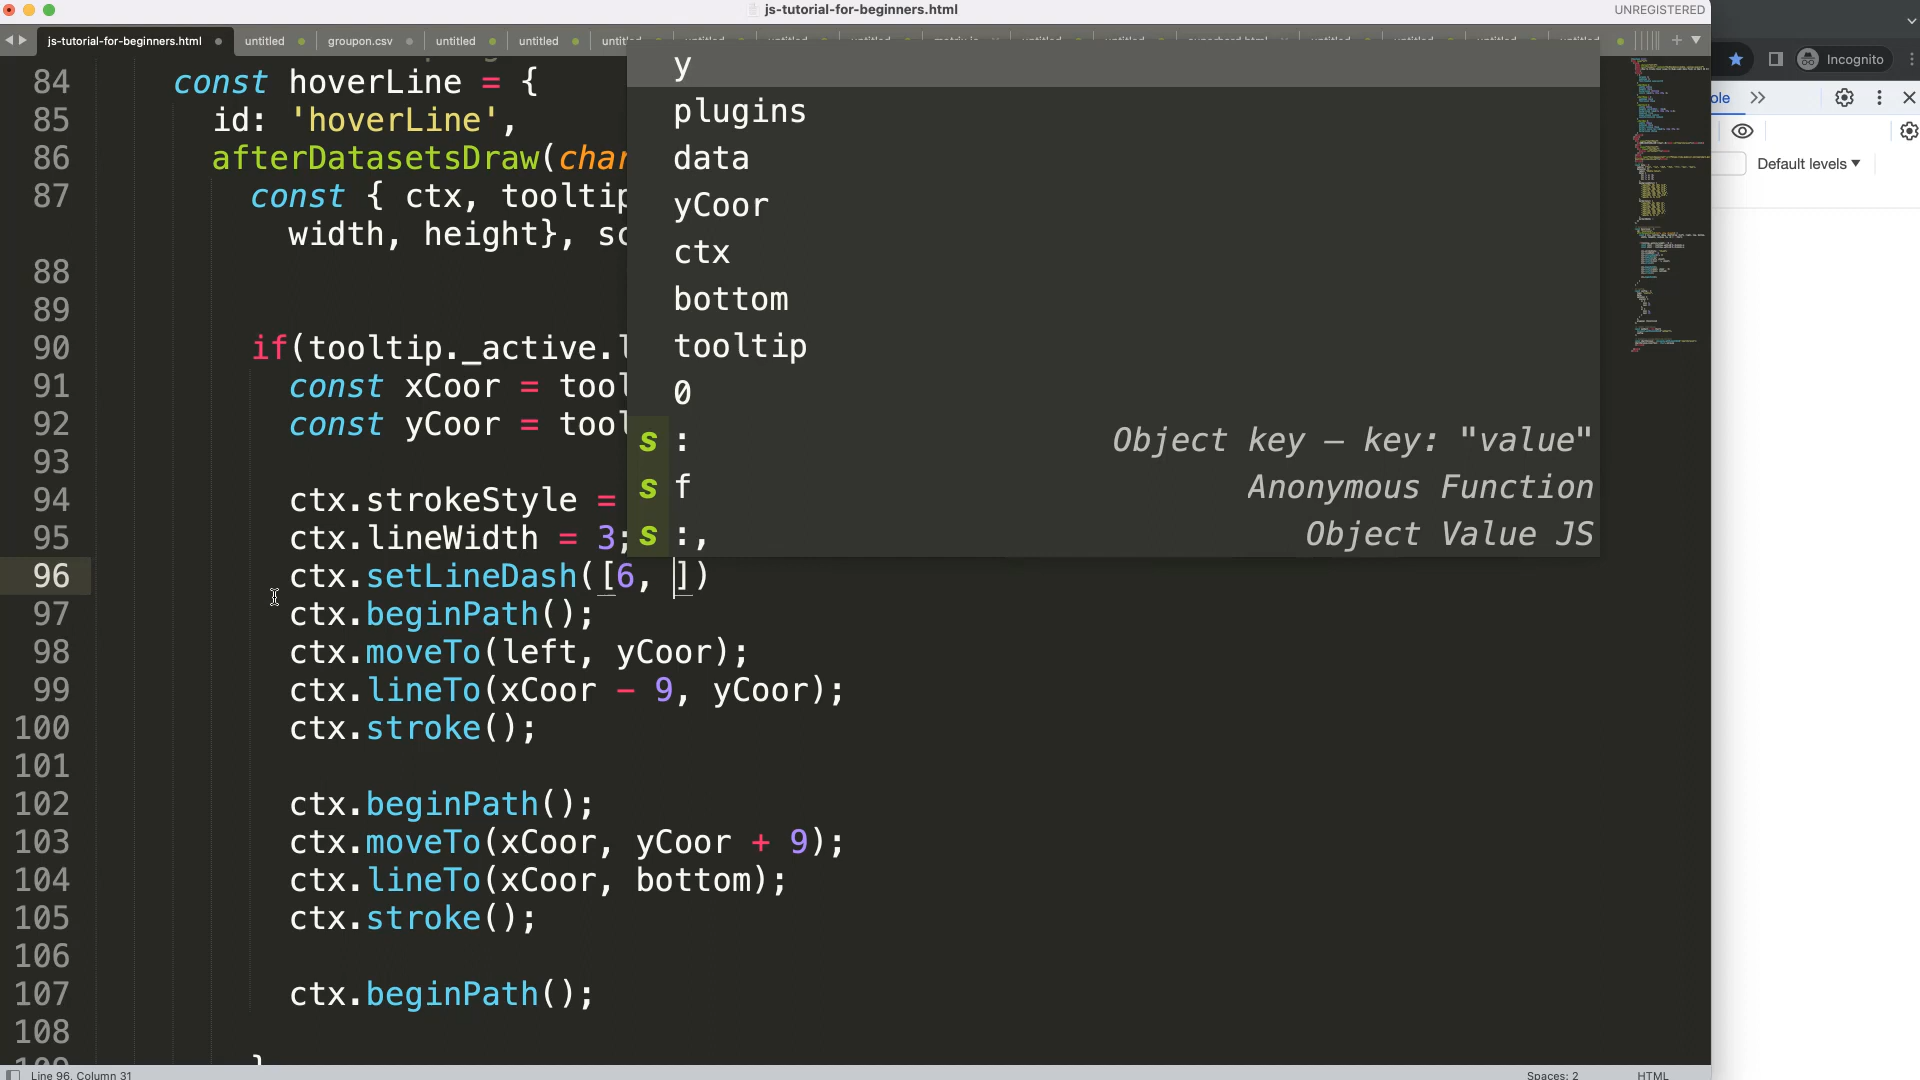 js-tutorial-for-beginners.html
UNREGISTERED
js-tutorial-for-beginners.html untitled groupon.csv untitled untitled
Incognito
84 const hoverLine = {
85 id: 'hoverLine',
86 afterDatasetsDraw(char
87 const { ctx, tooltip
width, height}, sc
88
89
90 if(tooltip._active.l
91 const xCoor = tool
92 const yCoor = tool
93
94 ctx.strokeStyle =
95 ctx.lineWidth = 3;
96 ctx.setLineDash([6, ])
97 ctx.beginPath();
98 ctx.moveTo(left, yCoor);
99 ctx.lineTo(xCoor - 9, yCoor);
100 ctx.stroke();
101
102 ctx.beginPath();
103 ctx.moveTo(xCoor, yCoor + 9);
104 ctx.lineTo(xCoor, bottom);
105 ctx.stroke();
106
107 ctx.beginPath();
108
}
y
plugins
data
yCoor
ctx
bottom
tooltip
0
s : Object key — key: "value"
s f Anonymous Function
s :, Object Value JS
ole
Default levels
Line 96, Column 31
Spaces: 2
HTML